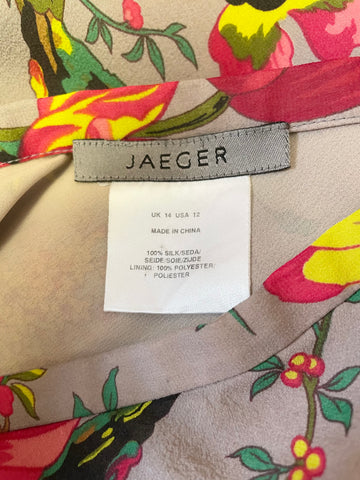 JAEGER
UK 14 USA 12
MADE IN CHINA
100% SILK/SEDA/
SEIDE/SOIE/ZIJDE
LINING: 100% POLYESTER/
POLIESTER